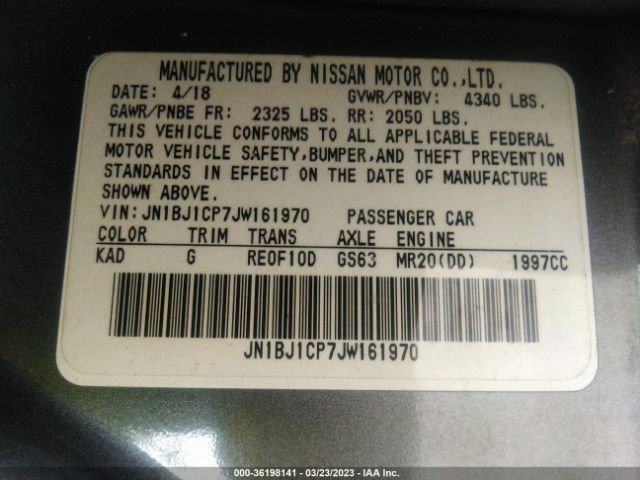 MANUFACTURED BY NISSAN MOTOR CO.,LTD.
DATE: 4/18 GVWR/PNBV: 4340 LBS.
GAWR/PNBE FR: 2325 LBS. RR: 2050 LBS.
THIS VEHICLE CONFORMS TO ALL APPLICABLE FEDERAL
MOTOR VEHICLE SAFETY,BUMPER,AND THEFT PREVENTION
STANDARDS IN EFFECT ON THE DATE OF MANUFACTURE
SHOWN ABOVE.
VIN:JN1BJ1CP7JW161970 PASSENGER CAR
COLOR TRIM TRANS AXLE ENGINE
KAD G RE0F10D GS63 MR20(DD) 1997CC
JN1BJ1CP7JW161970
000-36198141 - 03/23/2023 - IAA Inc.